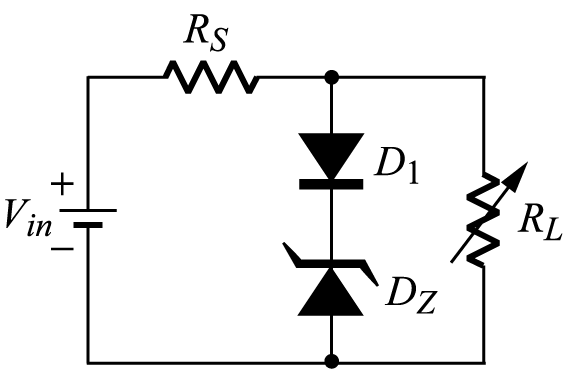 R_S
D_1
+
V_in
−
R_L
D_Z